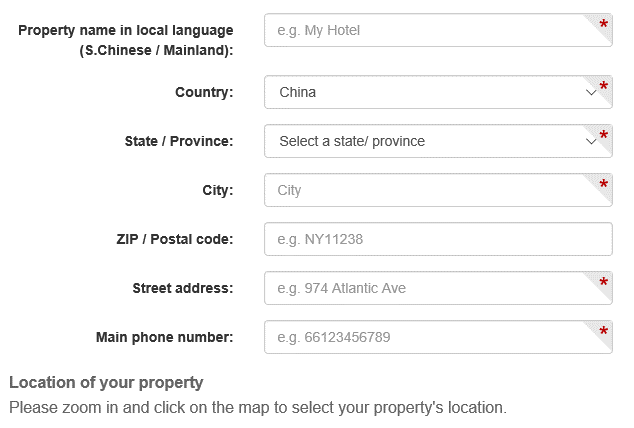 Property name in local language e.g. My Hotel *
(S.Chinese / Mainland):
Country: China *
State / Province: Select a state/ province *
City: City *
ZIP / Postal code: e.g. NY11238
Street address: e.g. 974 Atlantic Ave *
Main phone number: e.g. 66123456789 *
Location of your property
Please zoom in and click on the map to select your property's location.